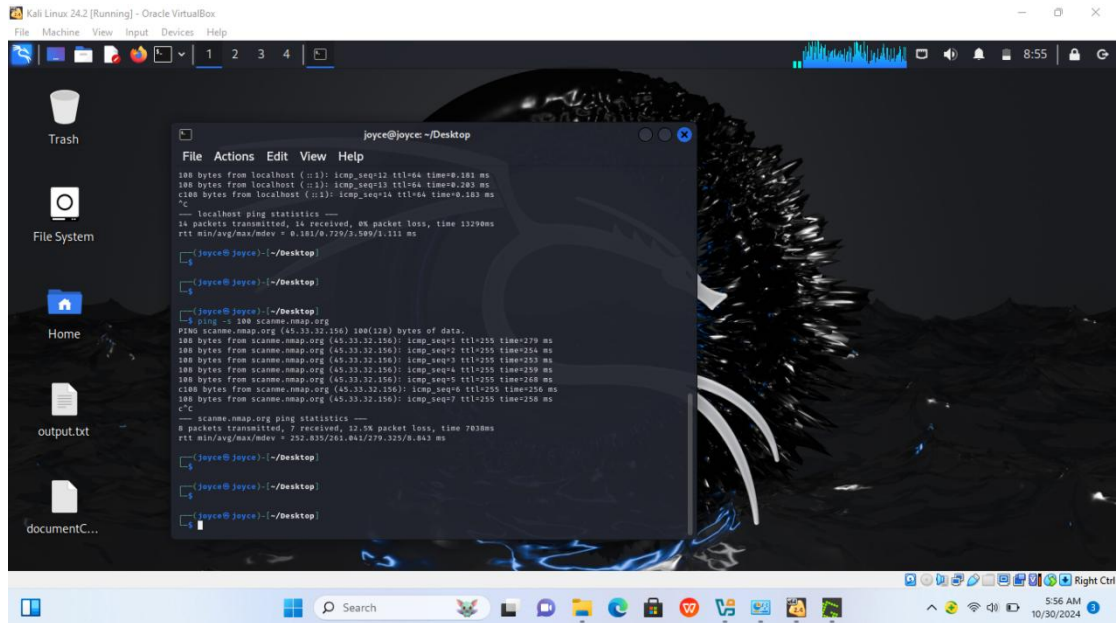 Kali Linux 24.2 [Running] - Oracle VirtualBox
File Machine View Input Devices Help
1 2 3 4
8:55
Trash
File System
Home
output.txt
documentC...
joyce@joyce: ~/Desktop
File Actions Edit View Help
108 bytes from localhost (::1): icmp_seq=12 ttl=64 time=0.181 ms
108 bytes from localhost (::1): icmp_seq=13 ttl=64 time=0.203 ms
c108 bytes from localhost (::1): icmp_seq=14 ttl=64 time=0.183 ms
^C
--- localhost ping statistics ---
14 packets transmitted, 14 received, 0% packet loss, time 13290ms
rtt min/avg/max/mdev = 0.181/0.729/3.509/1.111 ms
(joyce㉿joyce)-[~/Desktop]
$
(joyce㉿joyce)-[~/Desktop]
$
(joyce㉿joyce)-[~/Desktop]
$ ping -s 100 scanme.nmap.org
PING scanme.nmap.org (45.33.32.156) 100(128) bytes of data.
108 bytes from scanme.nmap.org (45.33.32.156): icmp_seq=1 ttl=255 time=279 ms
108 bytes from scanme.nmap.org (45.33.32.156): icmp_seq=2 ttl=255 time=254 ms
108 bytes from scanme.nmap.org (45.33.32.156): icmp_seq=3 ttl=255 time=253 ms
108 bytes from scanme.nmap.org (45.33.32.156): icmp_seq=4 ttl=255 time=259 ms
108 bytes from scanme.nmap.org (45.33.32.156): icmp_seq=5 ttl=255 time=268 ms
c108 bytes from scanme.nmap.org (45.33.32.156): icmp_seq=6 ttl=255 time=256 ms
108 bytes from scanme.nmap.org (45.33.32.156): icmp_seq=7 ttl=255 time=258 ms
c^C
--- scanme.nmap.org ping statistics ---
8 packets transmitted, 7 received, 12.5% packet loss, time 7038ms
rtt min/avg/max/mdev = 252.835/261.041/279.325/8.843 ms
(joyce㉿joyce)-[~/Desktop]
$
(joyce㉿joyce)-[~/Desktop]
$
(joyce㉿joyce)-[~/Desktop]
$
Right Ctrl
Search
5:56 AM
10/30/2024
3